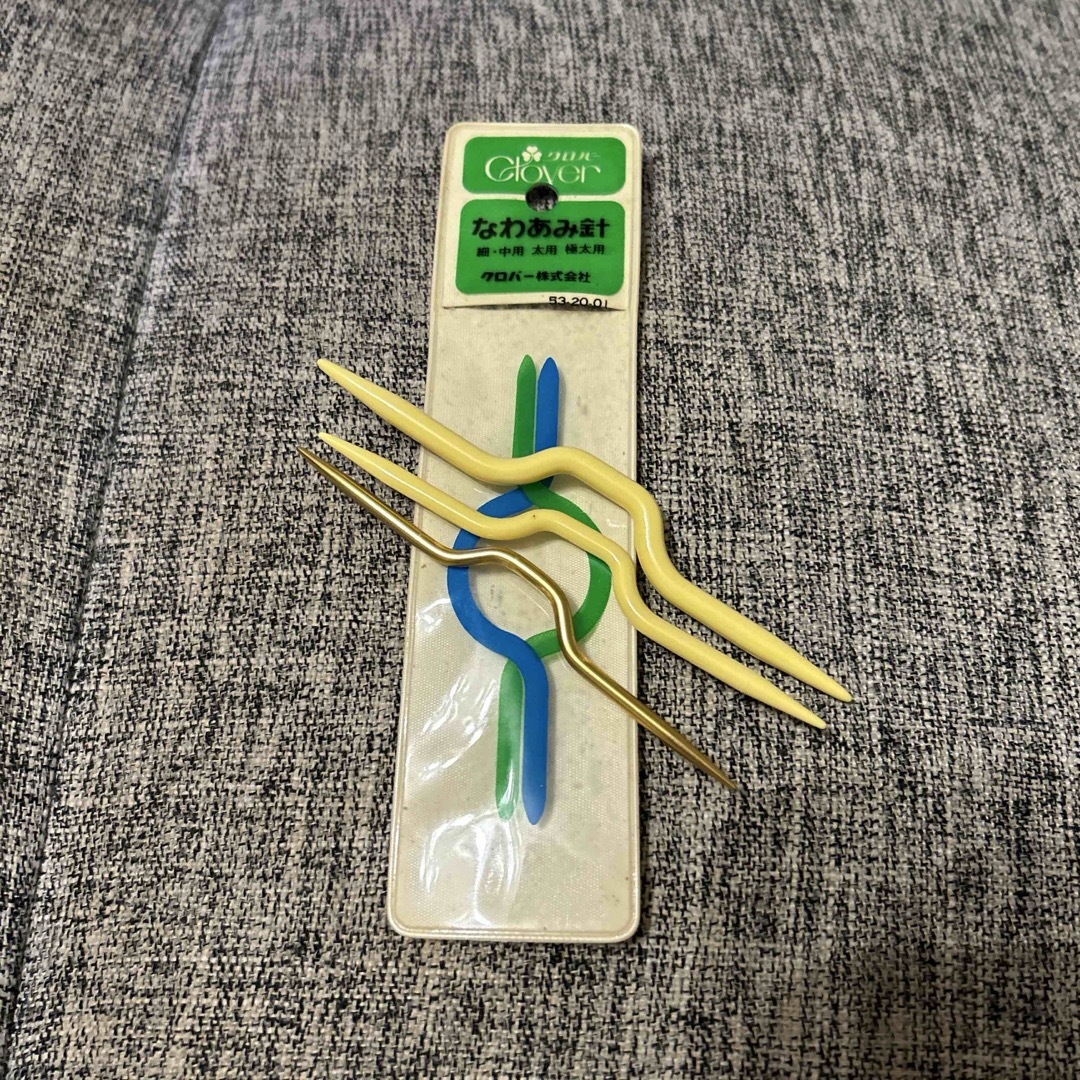 クロバー
Clover
なわあみ針
細・中用 太用 極太用
クロバー株式会社
53-20-01